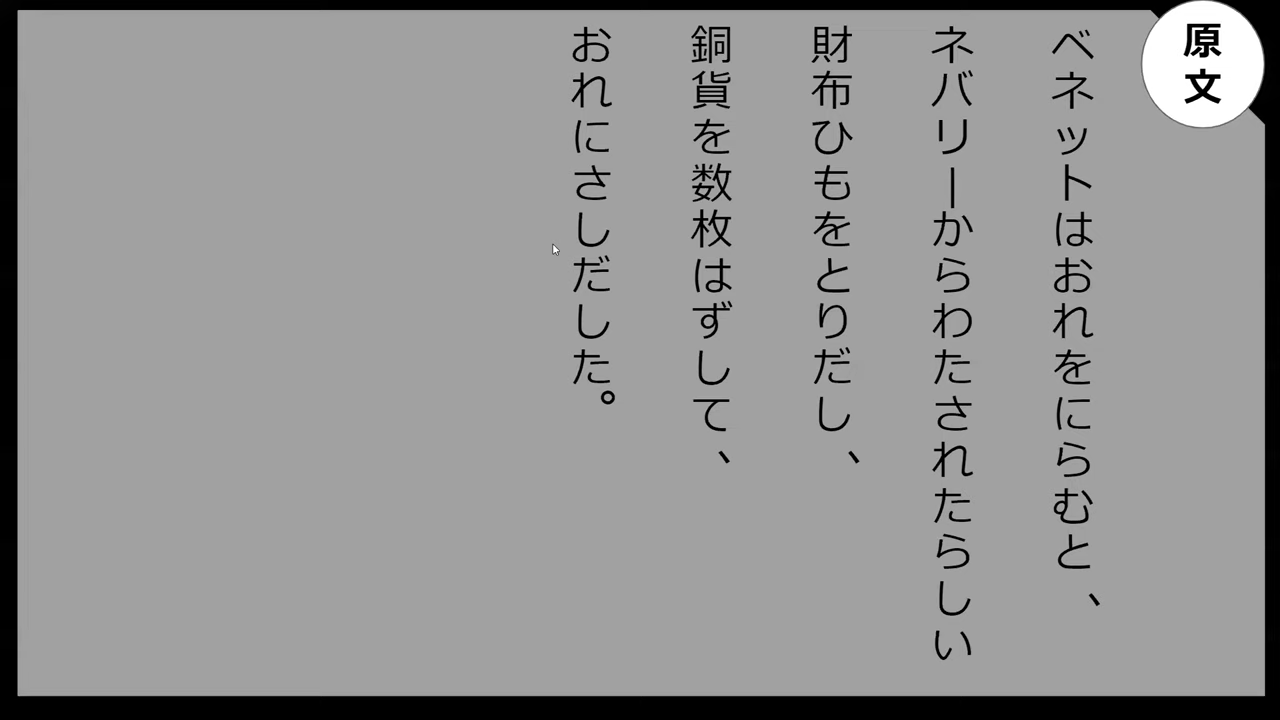 原文
ベネットはおれをにらむと、
ネバリーからわたされたらしい
財布ひもをとりだし、
銅貨を数枚はずして、
おれにさしだした。